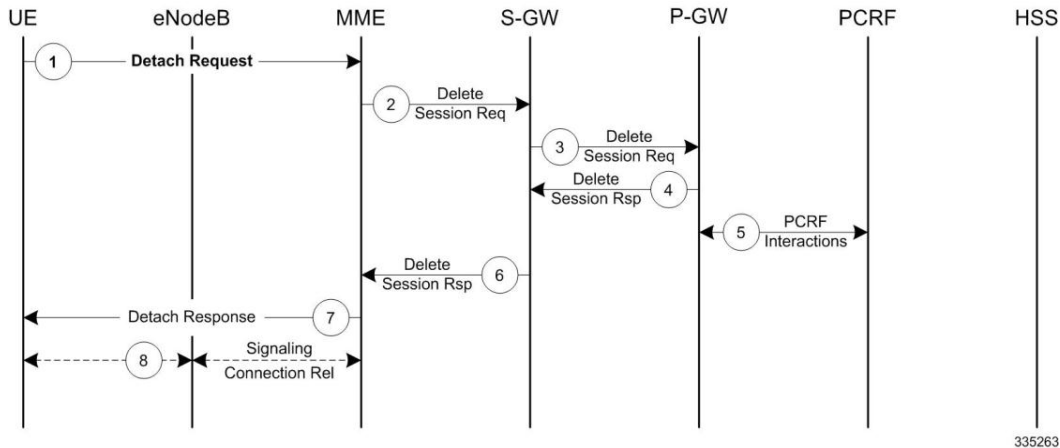 UE eNodeB MME S-GW P-GW PCRF HSS
1 Detach Request
2 Delete
Session Req
3 Delete
Session Req
Delete 4
Session Rsp
5 PCRF
Interactions
Delete 6
Session Rsp
Detach Response 7
8 Signaling
Connection Rel
335263